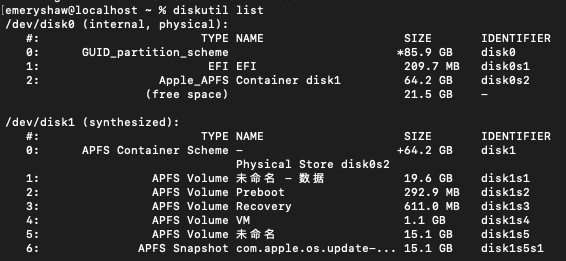 emeryshaw@localhost ~ % diskutil list
/dev/disk0 (internal, physical):
#: TYPE NAME SIZE IDENTIFIER
0: GUID_partition_scheme *85.9 GB disk0
1: EFI EFI 209.7 MB disk0s1
2: Apple_APFS Container disk1 64.2 GB disk0s2
(free space) 21.5 GB -
/dev/disk1 (synthesized):
#: TYPE NAME SIZE IDENTIFIER
0: APFS Container Scheme - +64.2 GB disk1
Physical Store disk0s2
1: APFS Volume 未命名 - 数据 19.6 GB disk1s1
2: APFS Volume Preboot 292.9 MB disk1s2
3: APFS Volume Recovery 611.0 MB disk1s3
4: APFS Volume VM 1.1 GB disk1s4
5: APFS Volume 未命名 15.1 GB disk1s5
6: APFS Snapshot com.apple.os.update-... 15.1 GB disk1s5s1